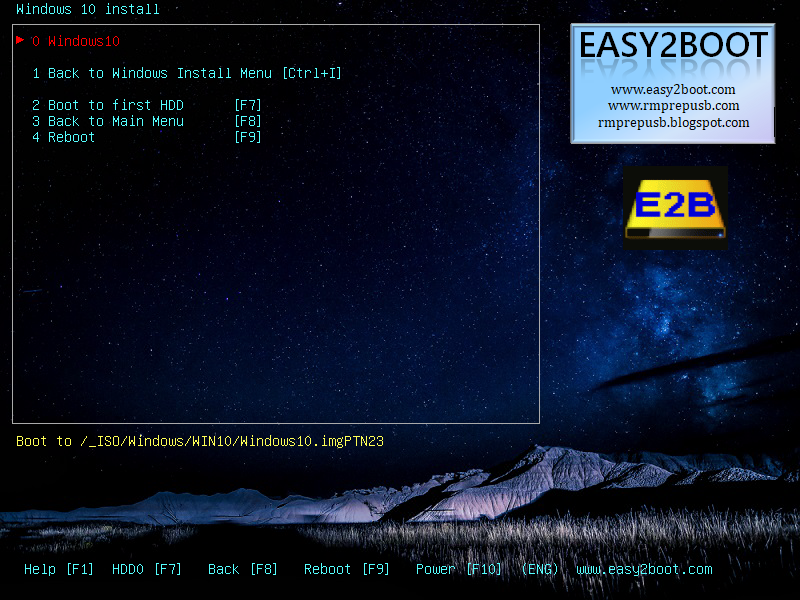 Windows 10 install
0 Windows10
1 Back to Windows Install Menu [Ctrl+I]
2 Boot to first HDD [F7]
3 Back to Main Menu [F8]
4 Reboot [F9]
EASY2BOOT
www.easy2boot.com
www.rmprepusb.com
rmprepusb.blogspot.com
E2B
Boot to /_ISO/Windows/WIN10/Windows10.imgPTN23
Help [F1] HDD0 [F7] Back [F8] Reboot [F9] Power [F10] (ENG) www.easy2boot.com